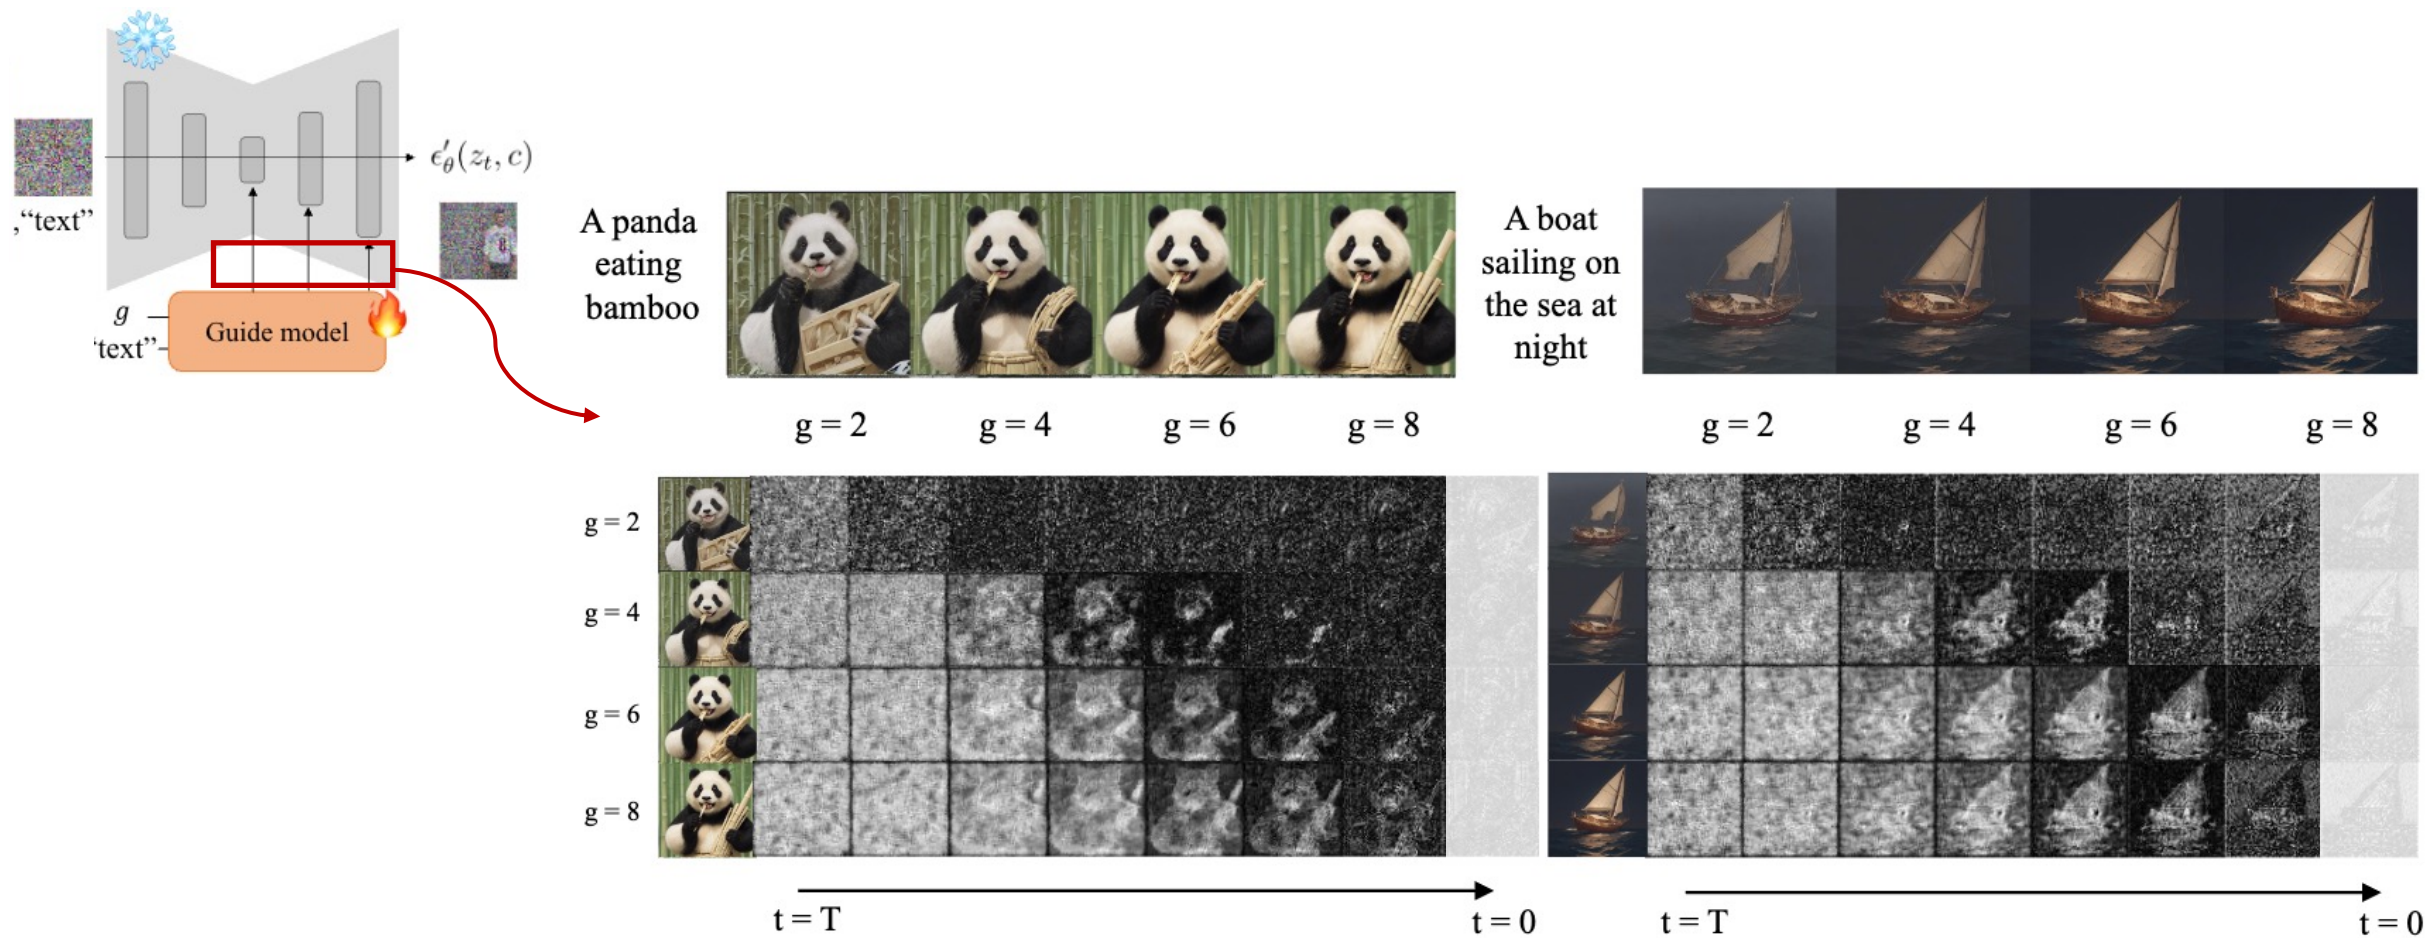 ,“text”
ϵ′θ(zt, c)
g
‘text”
Guide model
A panda
eating
bamboo
A boat
sailing on
the sea at
night
g = 2
g = 4
g = 6
g = 8
g = 2
g = 4
g = 6
g = 8
g = 2
g = 4
g = 6
g = 8
t = T
t = 0
t = T
t = 0